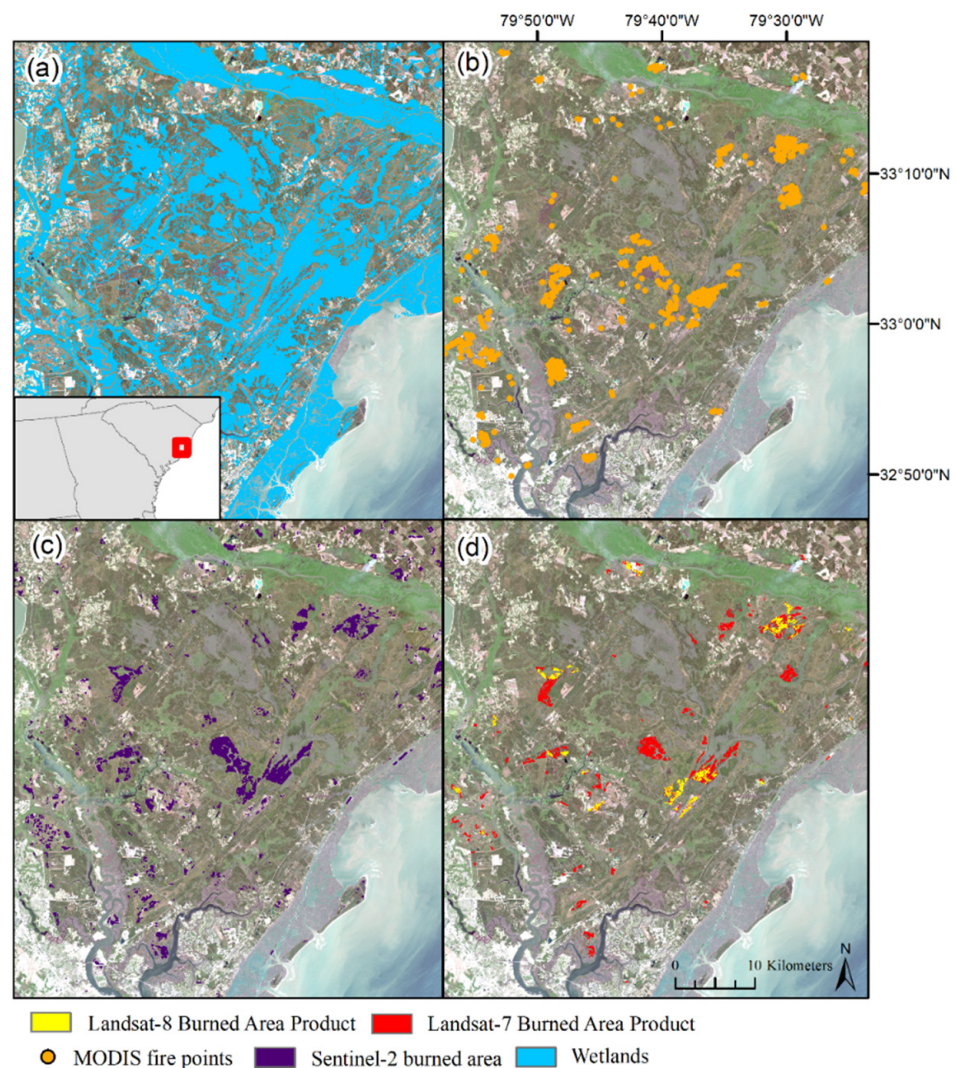 79°50'0"W 79°40'0"W 79°30'0"W
(a) (b)
33°10'0"N
33°0'0"N
32°50'0"N
(c) (d)
N
0 10 Kilometers
Landsat-8 Burned Area Product Landsat-7 Burned Area Product
MODIS fire points Sentinel-2 burned area Wetlands